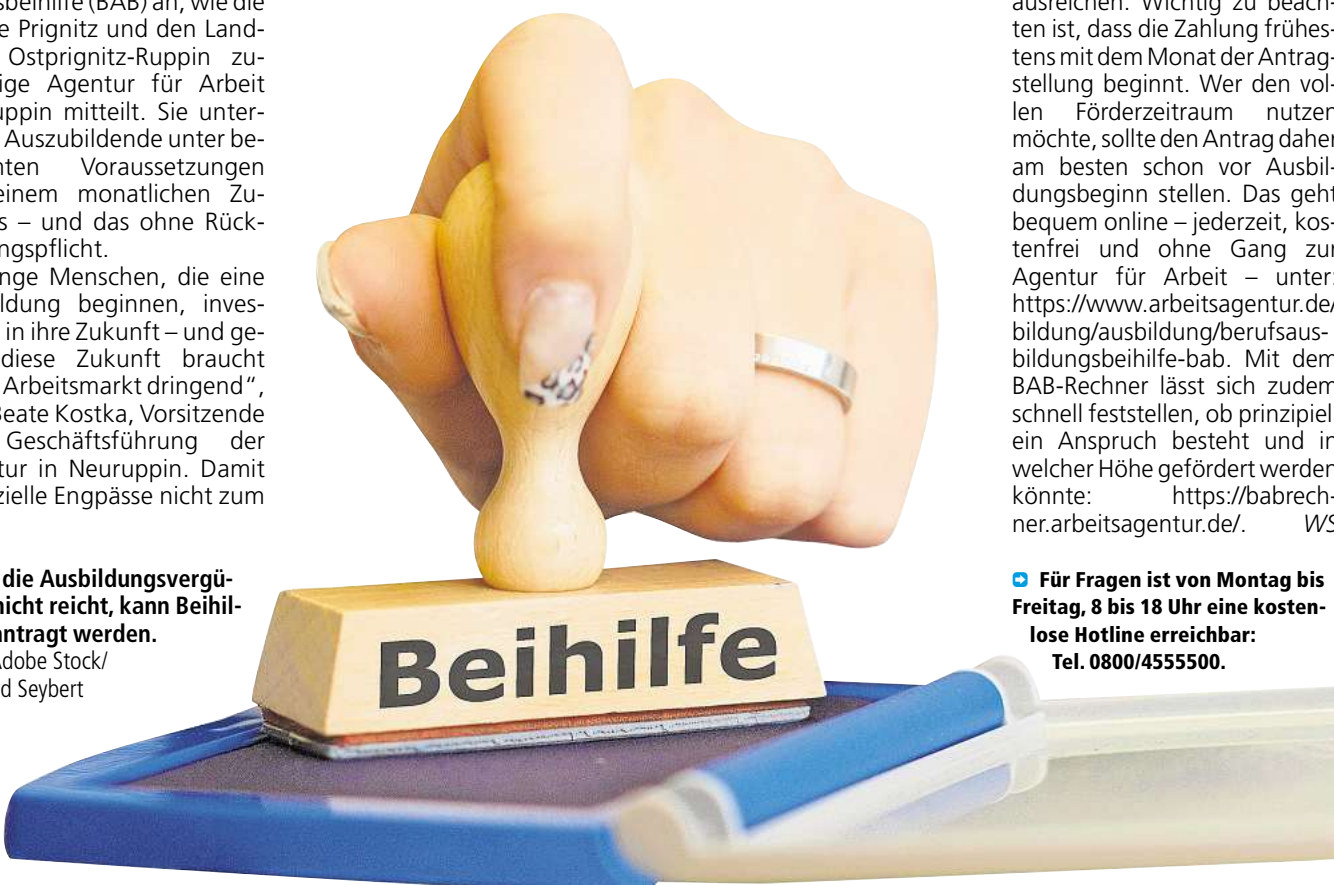 sbeihilfe (BAB) an, wie die
e Prignitz und den Land-
Ostprignitz-Ruppin zu-
ige Agentur für Arbeit
uppin mitteilt. Sie unter-
Auszubildende unter be-
nten Voraussetzungen
einem monatlichen Zu-
s – und das ohne Rück-
ngspflicht.
nge Menschen, die eine
ldung beginnen, inves-
in ihre Zukunft – und ge-
diese Zukunft braucht
Arbeitsmarkt dringend“,
Beate Kostka, Vorsitzende
Geschäftsführung der
tur in Neuruppin. Damit
zielle Engpässe nicht zum
die Ausbildungsvergü-
nicht reicht, kann Beihil-
antragt werden.
Adobe Stock/
d Seybert
Beihilfe
ausreichen. Wichtig zu beach-
ten ist, dass die Zahlung frühes-
tens mit dem Monat der Antrag-
stellung beginnt. Wer den vol-
len Förderzeitraum nutzen
möchte, sollte den Antrag daher
am besten schon vor Ausbil-
dungsbeginn stellen. Das geht
bequem online – jederzeit, kos-
tenfrei und ohne Gang zur
Agentur für Arbeit – unter:
https://www.arbeitsagentur.de/
bildung/ausbildung/berufsaus-
bildungsbeihilfe-bab. Mit dem
BAB-Rechner lässt sich zudem
schnell feststellen, ob prinzipiell
ein Anspruch besteht und in
welcher Höhe gefördert werden
könnte: https://babrech-
ner.arbeitsagentur.de/. WS
Für Fragen ist von Montag bis
Freitag, 8 bis 18 Uhr eine kosten-
lose Hotline erreichbar:
Tel. 0800/4555500.